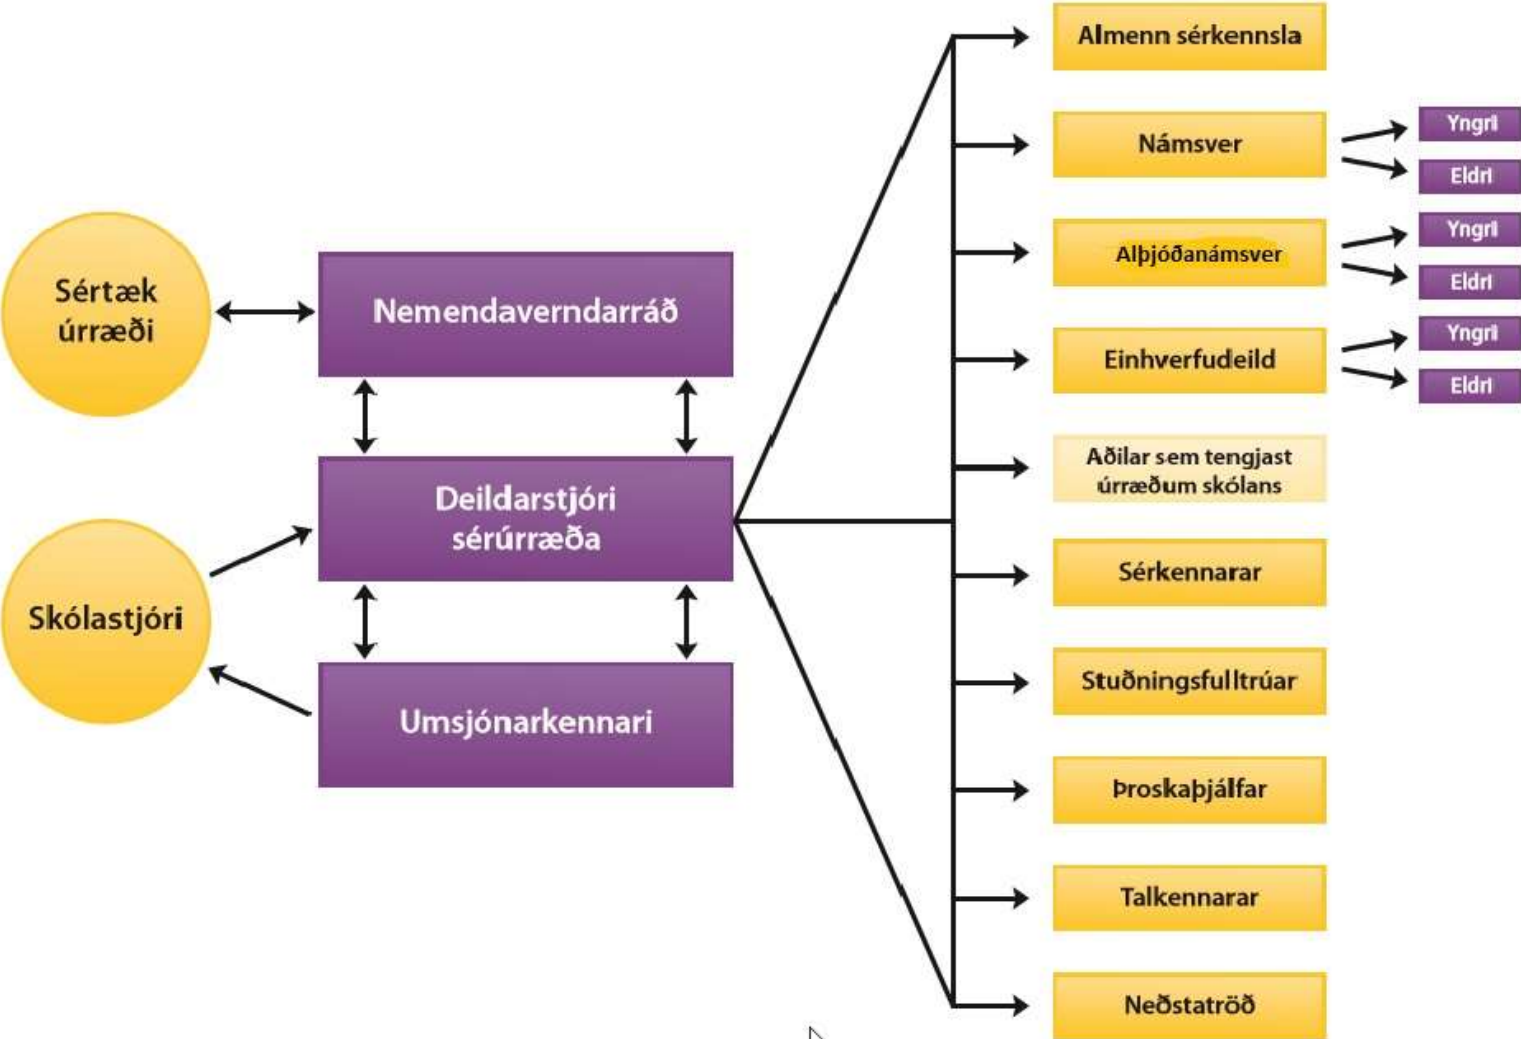 Sértæk
úrræði
Skólastjóri
Nemendaverndarráð
Deildarstjóri
sérúrræða
Umsjónarkennari
Almenn sérkennsla
Námsver
Yngri
Eldri
Alþjóðanámsver
Yngri
Eldri
Einhverfudeild
Yngri
Eldri
Aðilar sem tengjast
úrræðum skólans
Sérkennarar
Stuðningsfulltrúar
Þroskaþjálfar
Talkennarar
Neðstatröð